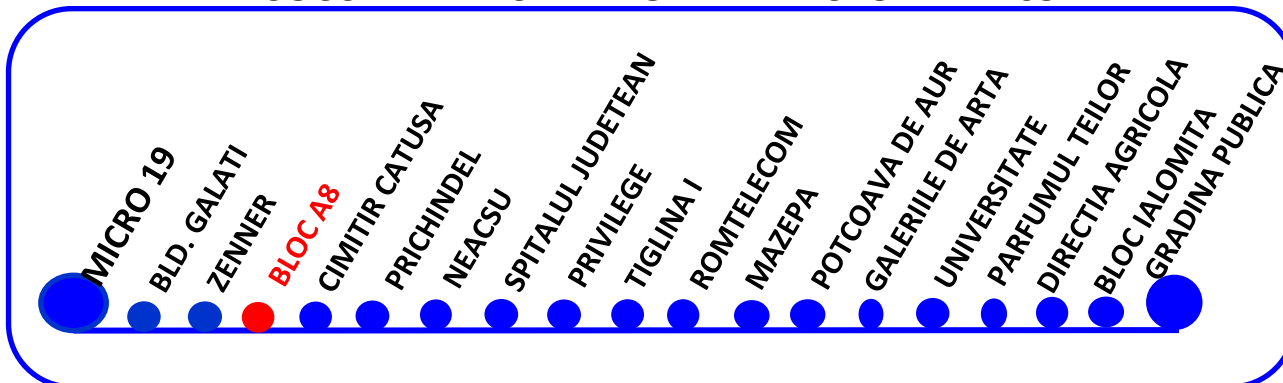 MICRO 19
BLD. GALATI
ZENNER
BLOC A8
CIMITIR CATUSA
PRICHINDEL
NEACSU
SPITALUL JUDETEAN
PRIVILEGE
TIGLINA I
ROMTELECOM
MAZEPA
POTCOAVA DE AUR
GALERIILE DE ARTA
UNIVERSITATE
PARFUMUL TEILOR
DIRECTIA AGRICOLA
BLOC IALOMITA
GRADINA PUBLICA